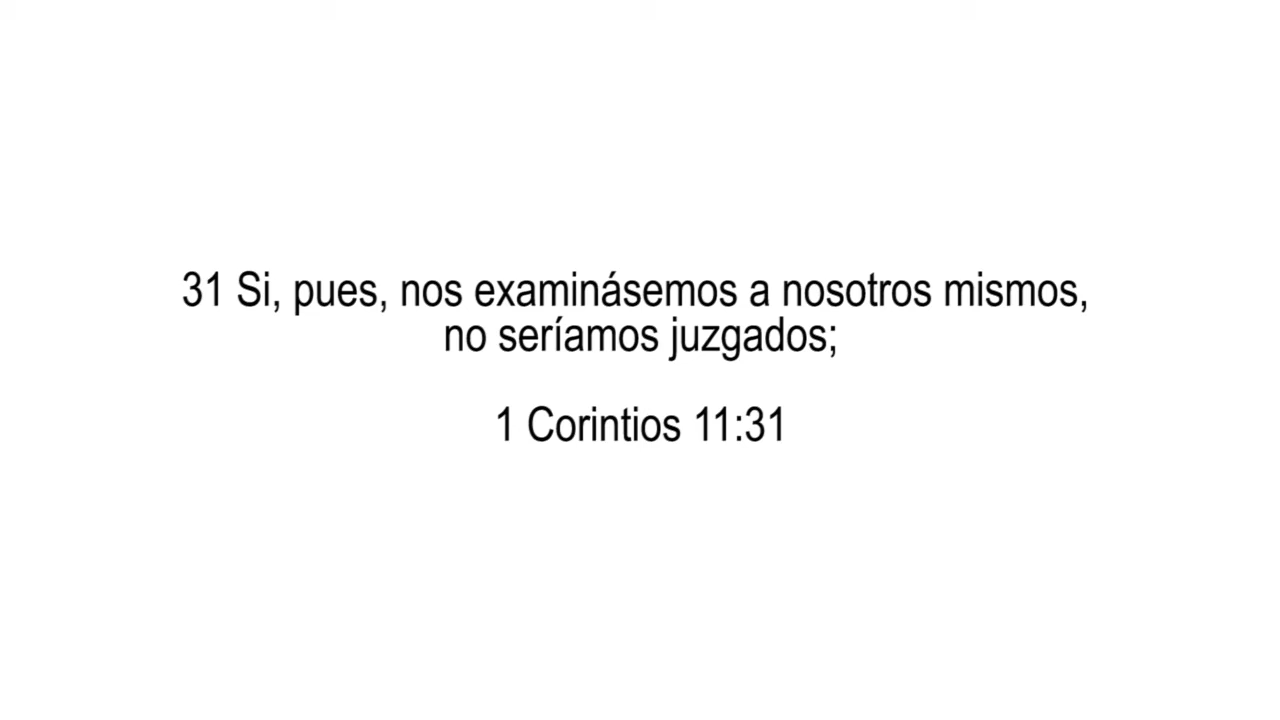 31 Si, pues, nos examinásemos a nosotros mismos,
no seríamos juzgados;
1 Corintios 11:31